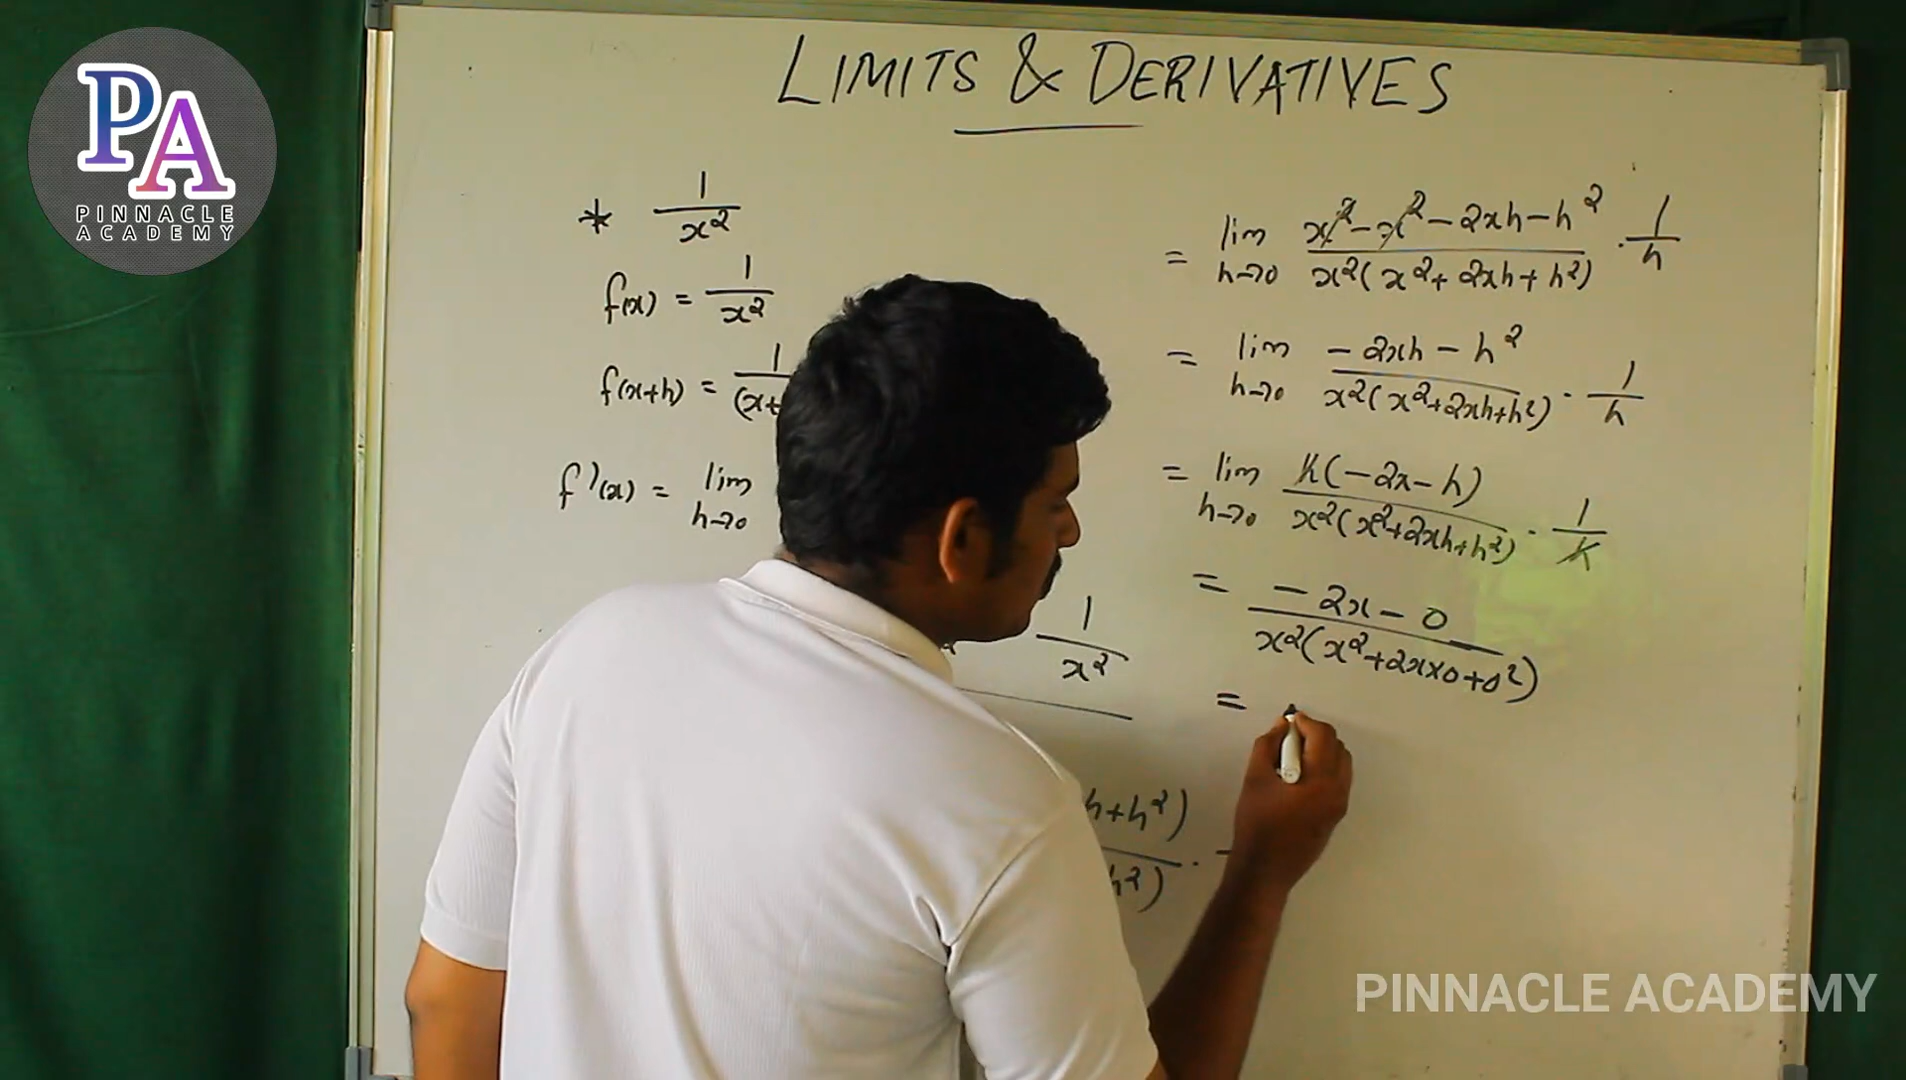 PA
PINNACLE
ACADEMY
LIMITS & DERIVATIVES
* 1/x²
f(x) = 1/x²
f(x+h) = 1/(x+
f'(x) = lim h→0
1/x²
h+h²)
h²) ·
= lim h→0 x²-x²-2xh-h² / x²(x²+2xh+h²) · 1/h
= lim h→0 -2xh-h² / x²(x²+2xh+h²) · 1/h
= lim h→0 h(-2x-h) / x²(x²+2xh+h²) · 1/h
= -2x-0 / x²(x²+2x×0+0²)
=
PINNACLE ACADEMY